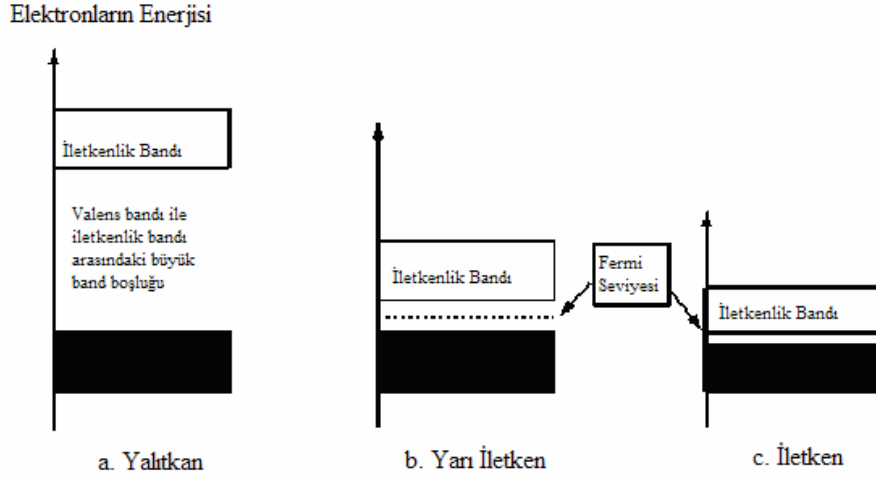 Elektronların Enerjisi
İletkenlik Bandı
Valens bandı ile
iletkenlik bandı
arasındaki büyük
band boşluğu
a. Yalıtkan
İletkenlik Bandı
b. Yarı İletken
Fermi
Seviyesi
İletkenlik Bandı
c. İletken